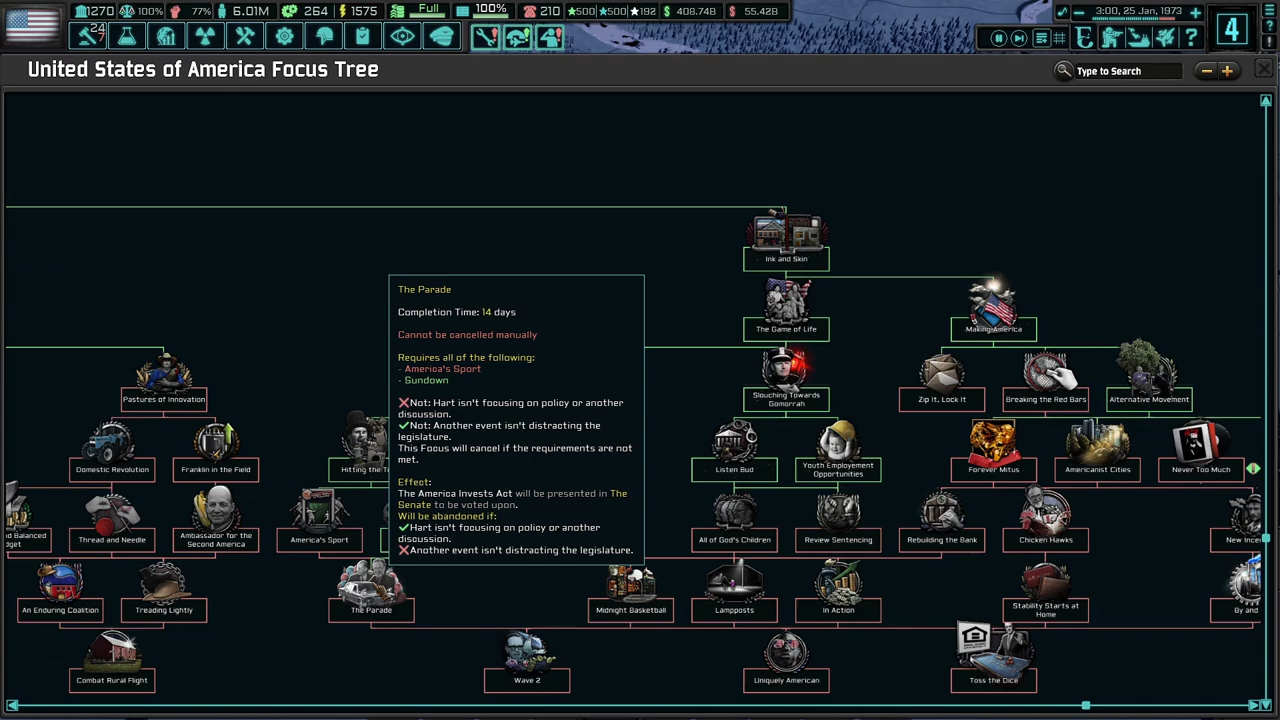 1270
100%
77%
6.01M
264
1575
Full
100%
210
★500 ★500 ★192
408.74B
55.42B
3:00, 25 Jan, 1973
24
4
United States of America Focus Tree
Type to Search
Ink and Skin
The Game of Life
Making America
Pastures of Innovation
Slouching Towards Gomorrah
Zip It, Lock It
Breaking the Red Bars
Alternative Movement
Domestic Revolution
Franklin in the Field
Hitting the T
Listen Bud
Youth Employment Opportunities
Forever Mitus
Americanist Cities
Never Too Much
nd Balanced
dget
Thread and Needle
Ambassador for the Second America
America's Sport
All of God's Children
Review Sentencing
Rebuilding the Bank
Chicken Hawks
New Ince
An Enduring Coalition
Treading Lightly
The Parade
Midnight Basketball
Lampposts
In Action
Stability Starts at Home
By and
Combat Rural Flight
Wave 2
Uniquely American
Toss the Dice
The Parade
Completion Time: 14 days
Cannot be cancelled manually
Requires all of the following:
- America's Sport
- Sundown
Not: Hart isn't focusing on policy or another
discussion.
Not: Another event isn't distracting the
legislature.
This Focus will cancel if the requirements are not
met.
Effect:
The America Invests Act will be presented in The
Senate to be voted upon.
Will be abandoned if:
Hart isn't focusing on policy or another
discussion.
Another event isn't distracting the legislature.